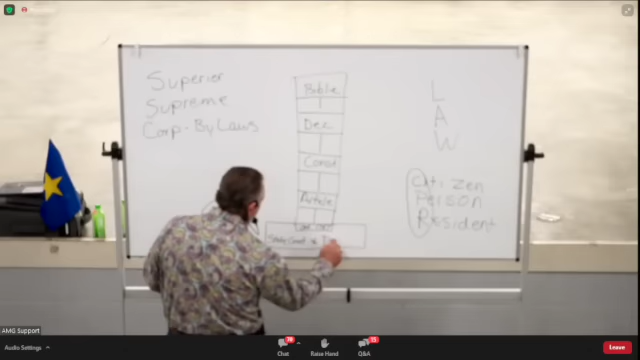 Superier
Supreme
Corp. By Laws
Bible
Dec
Const
Article
L
A
W
Citizen
Person
Resident
AMG Support
Audio Settings
Chat
Raise Hand
Q&A
Leave